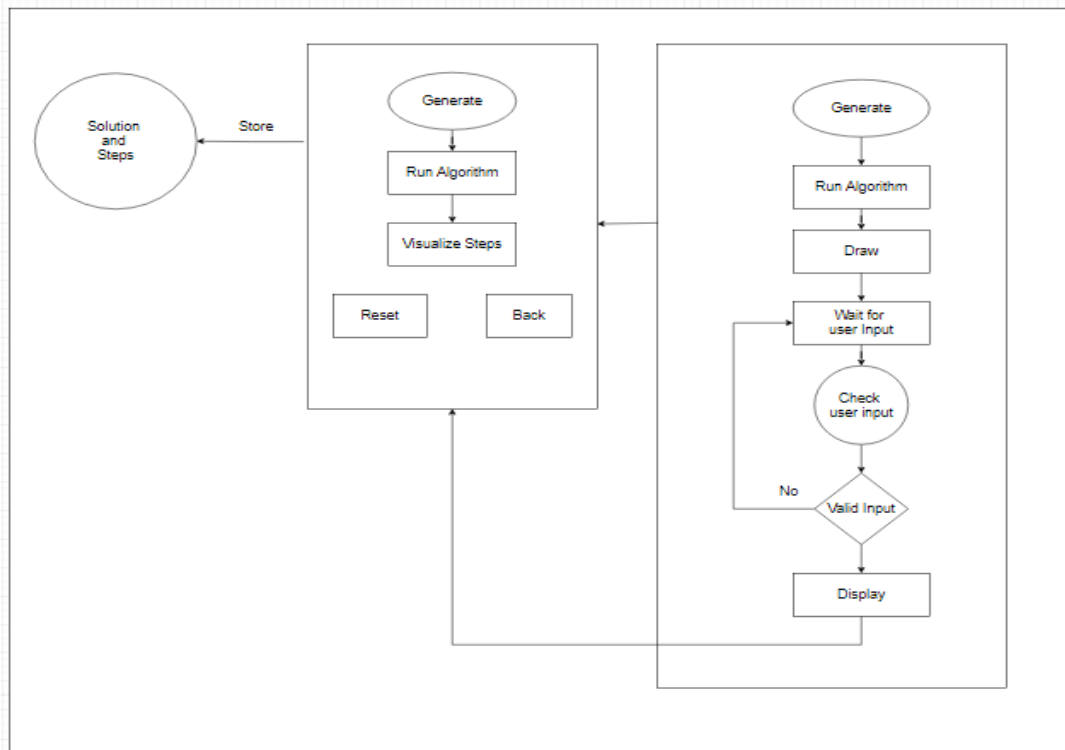 Solution
and
Steps
Store
Generate
Run Algorithm
Visualize Steps
Reset
Back
Generate
Run Algorithm
Draw
Wait for
user Input
Check
user input
No
Valid Input
Display